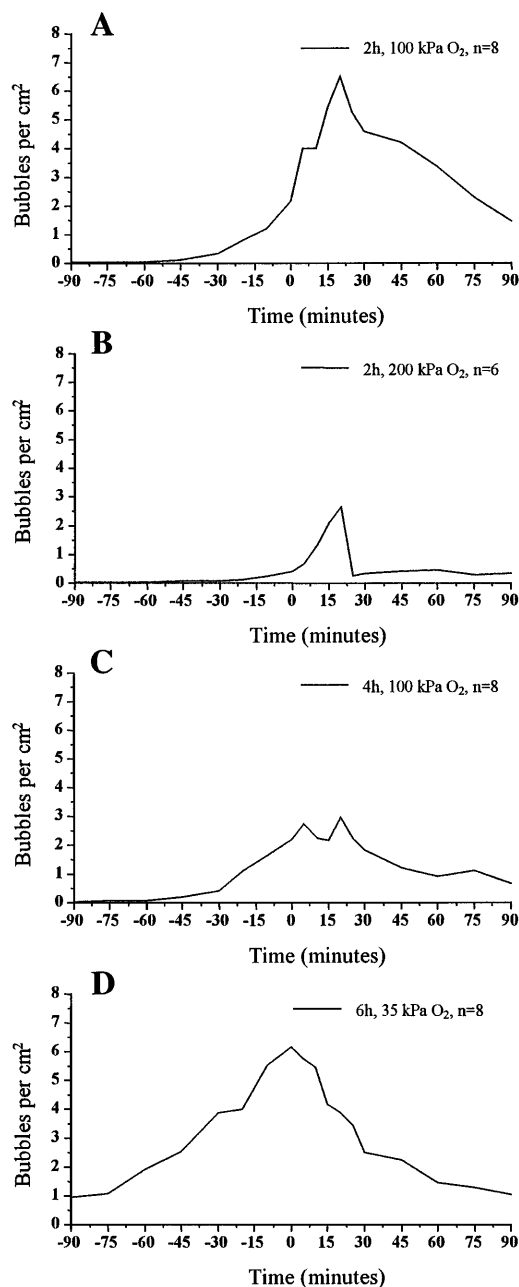 A
2h, 100 kPa O₂, n=8
Bubbles per cm²
8
7
6
5
4
3
2
1
0
-90 -75 -60 -45 -30 -15 0 15 30 45 60 75 90
Time (minutes)
B
2h, 200 kPa O₂, n=6
Bubbles per cm²
8
7
6
5
4
3
2
1
0
-90 -75 -60 -45 -30 -15 0 15 30 45 60 75 90
Time (minutes)
C
4h, 100 kPa O₂, n=8
Bubbles per cm²
8
7
6
5
4
3
2
1
0
-90 -75 -60 -45 -30 -15 0 15 30 45 60 75 90
Time (minutes)
D
6h, 35 kPa O₂, n=8
Bubbles per cm²
8
7
6
5
4
3
2
1
0
-90 -75 -60 -45 -30 -15 0 15 30 45 60 75 90
Time (minutes)